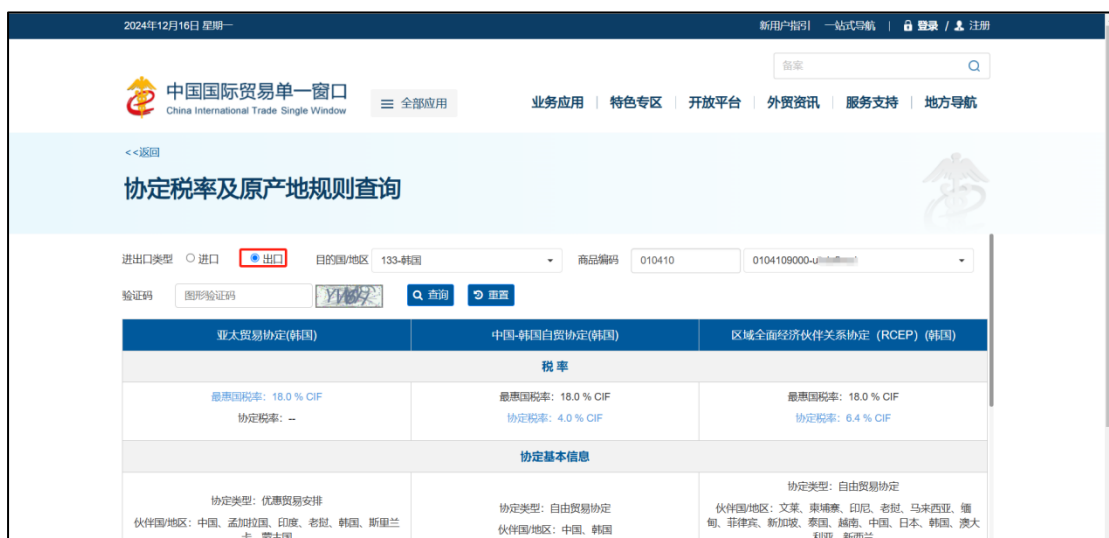 2024年12月16日 星期一
新用户指引 一站式导航 | 登录 / 注册
备案
中国国际贸易单一窗口
China International Trade Single Window
全部应用
业务应用 | 特色专区 | 开放平台 | 外贸资讯 | 服务支持 | 地方导航
<<返回
协定税率及原产地规则查询
进出口类型 进口 出口 目的国/地区 133-韩国 商品编码 010410 0104109000-u
验证码 图形验证码 查询 重置
亚太贸易协定(韩国) 中国-韩国自贸协定(韩国) 区域全面经济伙伴关系协定（RCEP）(韩国)
税 率
最惠国税率：18.0 % CIF 最惠国税率：18.0 % CIF 最惠国税率：18.0 % CIF
协定税率：-- 协定税率：4.0 % CIF 协定税率：6.4 % CIF
协定基本信息
协定类型：优惠贸易安排 协定类型：自由贸易协定 协定类型：自由贸易协定
伙伴国/地区：中国、孟加拉国、印度、老挝、韩国、斯里兰 伙伴国/地区：中国、韩国 伙伴国/地区：文莱、柬埔寨、印尼、老挝、马来西亚、缅
卡、蒙古国 甸、菲律宾、新加坡、泰国、越南、中国、日本、韩国、澳大
利亚、新西兰